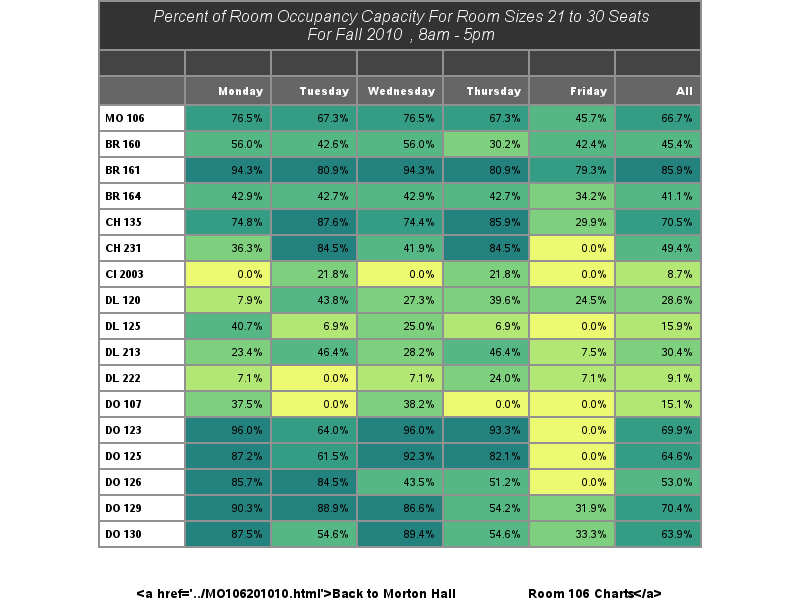 Percent of Room Occupancy Capacity For Room Sizes 21 to 30 Seats
For Fall 2010 , 8am - 5pm
Monday Tuesday Wednesday Thursday Friday All
MO 106 76.5% 67.3% 76.5% 67.3% 45.7% 66.7%
BR 160 56.0% 42.6% 56.0% 30.2% 42.4% 45.4%
BR 161 94.3% 80.9% 94.3% 80.9% 79.3% 85.9%
BR 164 42.9% 42.7% 42.9% 42.7% 34.2% 41.1%
CH 135 74.8% 87.6% 74.4% 85.9% 29.9% 70.5%
CH 231 36.3% 84.5% 41.9% 84.5% 0.0% 49.4%
CI 2003 0.0% 21.8% 0.0% 21.8% 0.0% 8.7%
DL 120 7.9% 43.8% 27.3% 39.6% 24.5% 28.6%
DL 125 40.7% 6.9% 25.0% 6.9% 0.0% 15.9%
DL 213 23.4% 46.4% 28.2% 46.4% 7.5% 30.4%
DL 222 7.1% 0.0% 7.1% 24.0% 7.1% 9.1%
DO 107 37.5% 0.0% 38.2% 0.0% 0.0% 15.1%
DO 123 96.0% 64.0% 96.0% 93.3% 0.0% 69.9%
DO 125 87.2% 61.5% 92.3% 82.1% 0.0% 64.6%
DO 126 85.7% 84.5% 43.5% 51.2% 0.0% 53.0%
DO 129 90.3% 88.9% 86.6% 54.2% 31.9% 70.4%
DO 130 87.5% 54.6% 89.4% 54.6% 33.3% 63.9%
<a href='../MO106201010.html'>Back to Morton Hall Room 106 Charts</a>